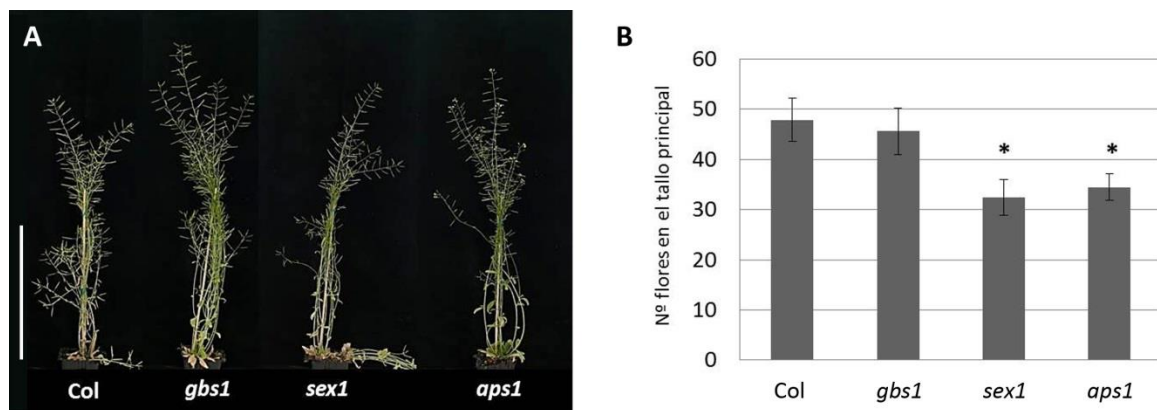 A
Col
gbs1
sex1
aps1
B
Nº flores en el tallo principal
60
50
40
30
20
10
0
* *
Col
gbs1
sex1
aps1